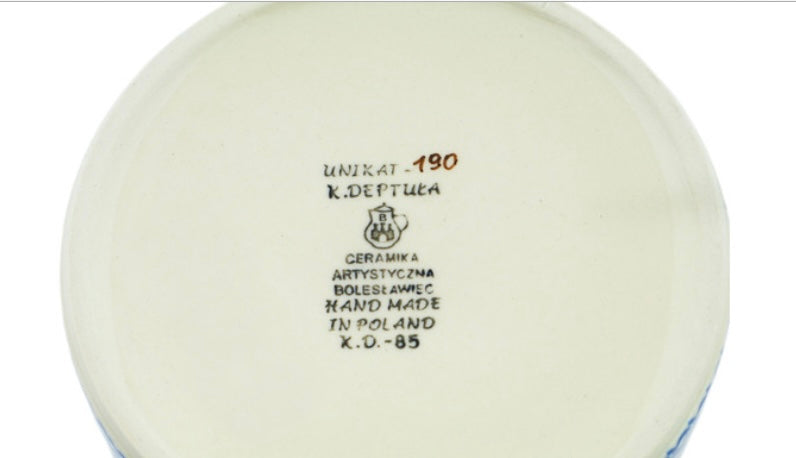 UNIKAT - 190
K.DEPTUŁA
B
CERAMIKA
ARTYSTYCZNA
BOLESŁAWIEC
HAND MADE
IN POLAND
K.D.-85